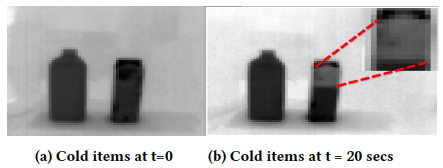 (a) Cold items at t=0
(b) Cold items at t = 20 secs